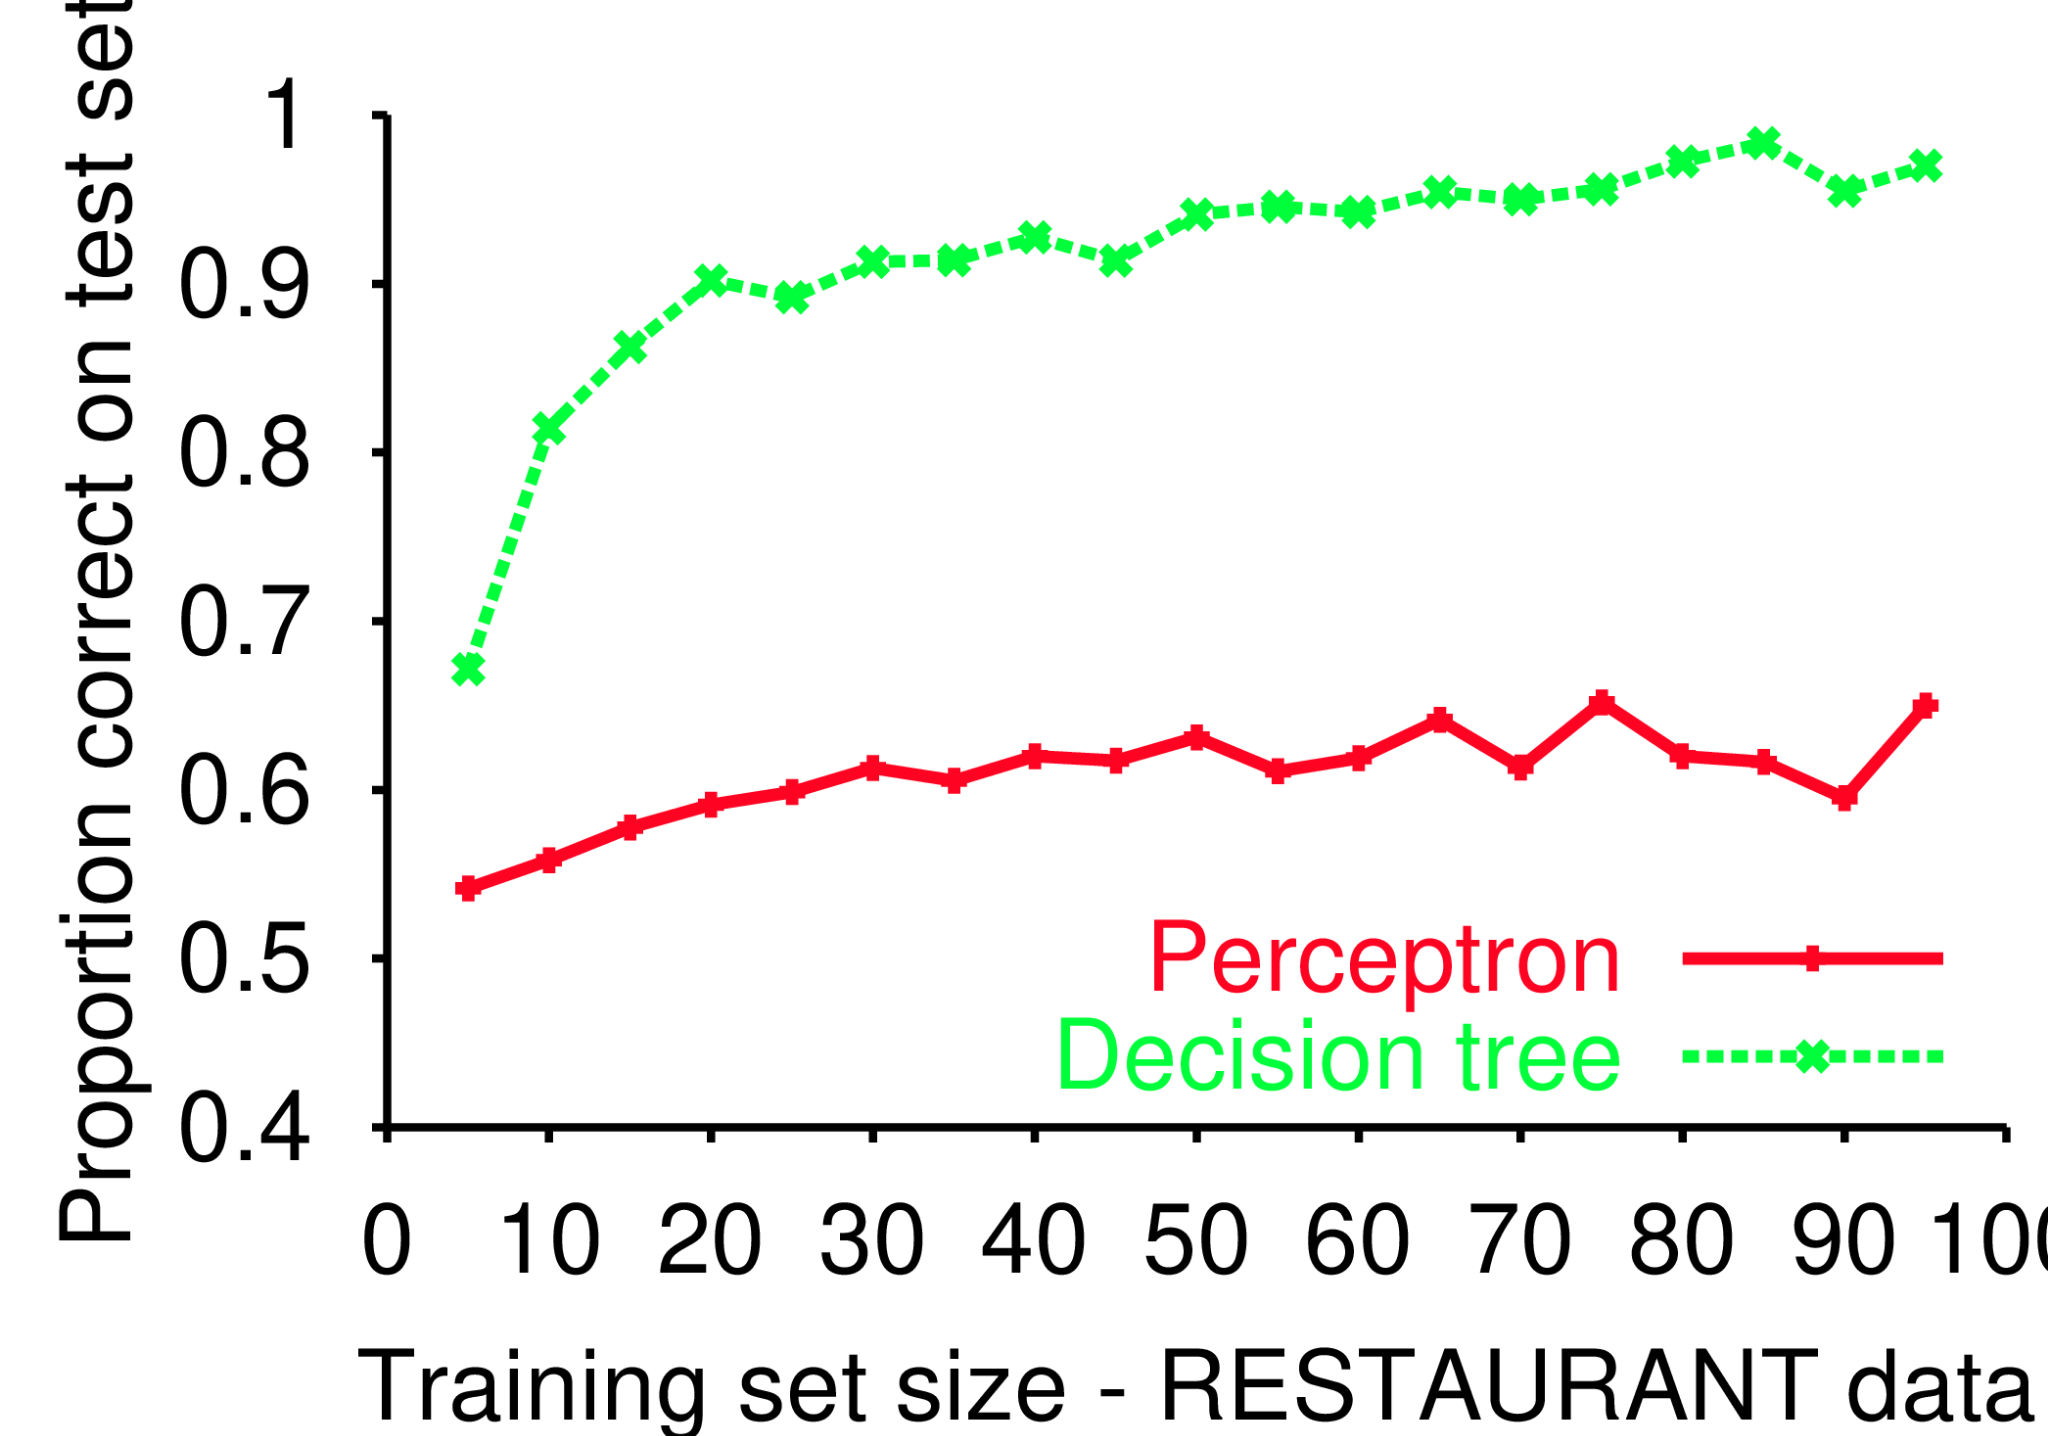 Proportion correct on test set
1
0.9
0.8
0.7
0.6
0.5
0.4
Perceptron
Decision tree
0 10 20 30 40 50 60 70 80 90 100
Training set size - RESTAURANT data